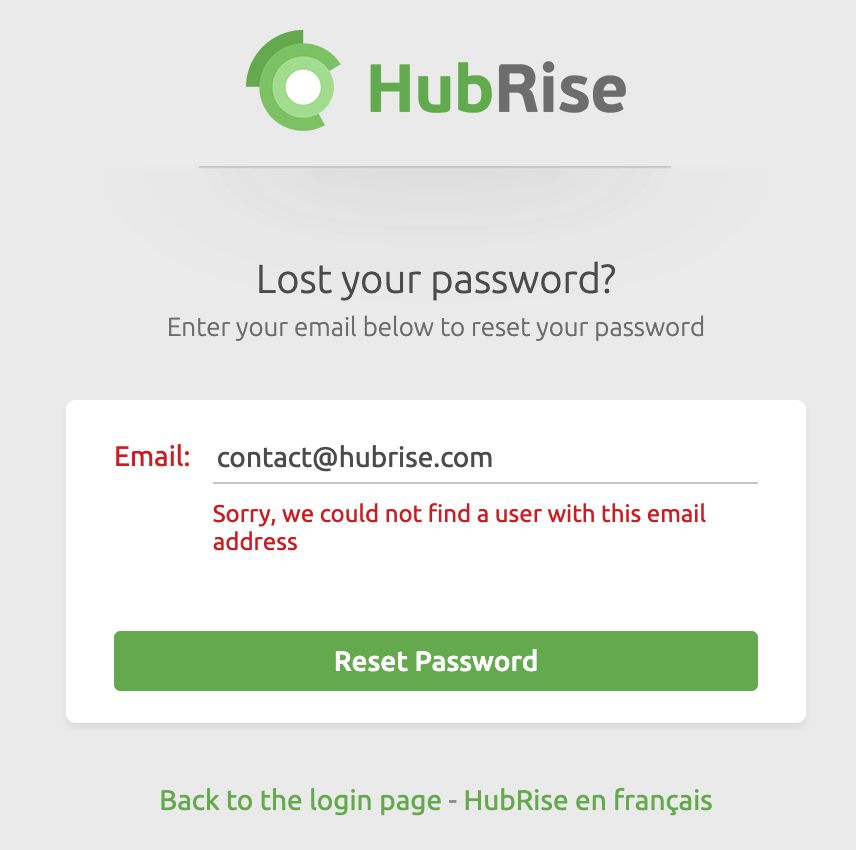 HubRise
Lost your password?
Enter your email below to reset your password
Email: contact@hubrise.com
Sorry, we could not find a user with this email
address
Reset Password
Back to the login page - HubRise en français